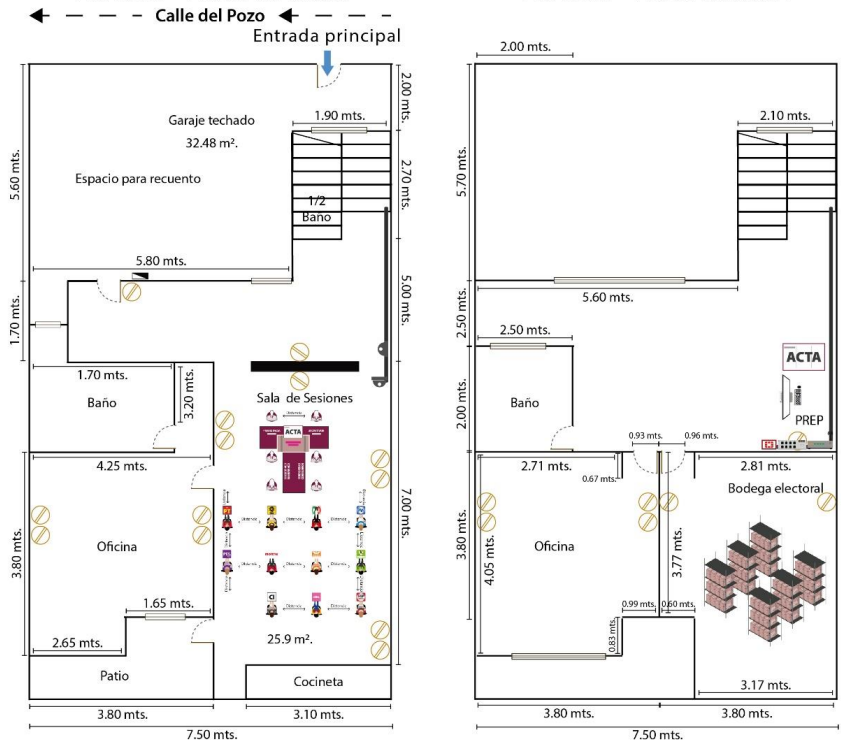 Calle del Pozo
Entrada principal
Garaje techado
32.48 m².
Espacio para recuento
1.90 mts.
2.00 mts.
2.70 mts.
5.60 mts.
1/2
Baño
5.80 mts.
5.00 mts.
1.70 mts.
1.70 mts.
Baño
3.20 mts.
Sala de Sesiones
ACTA
4.25 mts.
7.00 mts.
3.80 mts.
Oficina
1.65 mts.
2.65 mts.
25.9 m².
Patio
Cocineta
3.80 mts.
3.10 mts.
7.50 mts.
2.00 mts.
2.10 mts.
5.70 mts.
5.60 mts.
2.50 mts.
2.50 mts.
ACTA
2.00 mts.
Baño
PREP
0.93 mts.
0.96 mts.
2.71 mts.
2.81 mts.
0.67 mts.
Bodega electoral
3.80 mts.
4.05 mts.
Oficina
3.77 mts.
0.99 mts.
0.60 mts.
0.83 mts.
3.17 mts.
3.80 mts.
3.80 mts.
7.50 mts.